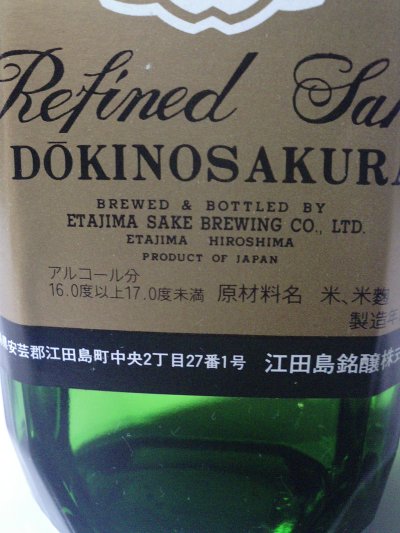 Refined Sa
DŌKINOSAKURA
BREWED & BOTTLED BY
ETAJIMA SAKE BREWING CO., LTD.
ETAJIMA HIROSHIMA
PRODUCT OF JAPAN
アルコール分
16.0度以上17.0度未満 原材料名 米、米麹
製造年
県安芸郡江田島町中央2丁目27番1号 江田島銘醸株式